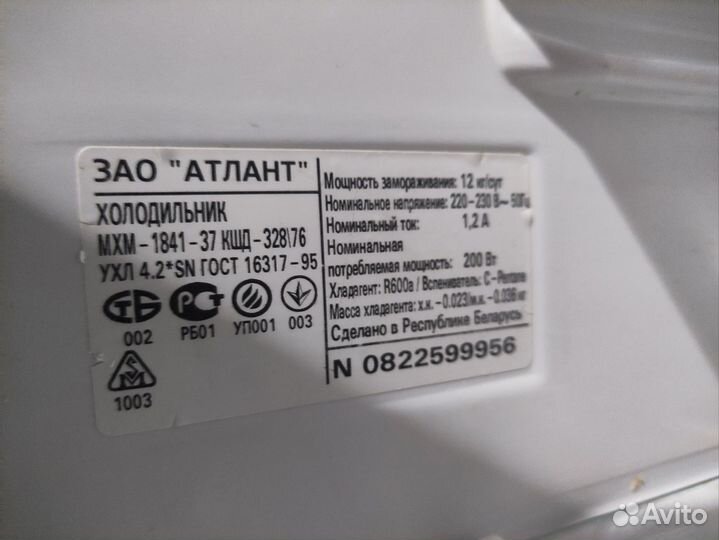 ЗАО "АТЛАНТ"
ХОЛОДИЛЬНИК
МХМ-1841-37 КШД-328\76
УХЛ 4.2*SN ГОСТ 16317-95
002
РБ01
УП001
003
1003
Мощность замораживания: 12 кг/сут
Номинальное напряжение: 220-230 В~ 50Гц
Номинальный ток: 1,2 А
Номинальная
потребляемая мощность: 200 Вт
Хладагент: R600a / Вспениватель: C-Pentane
Масса хладагента: х.к.-0.023/м.к.-0.036 кг
Сделано в Республике Беларусь
N 0822599956
Avito